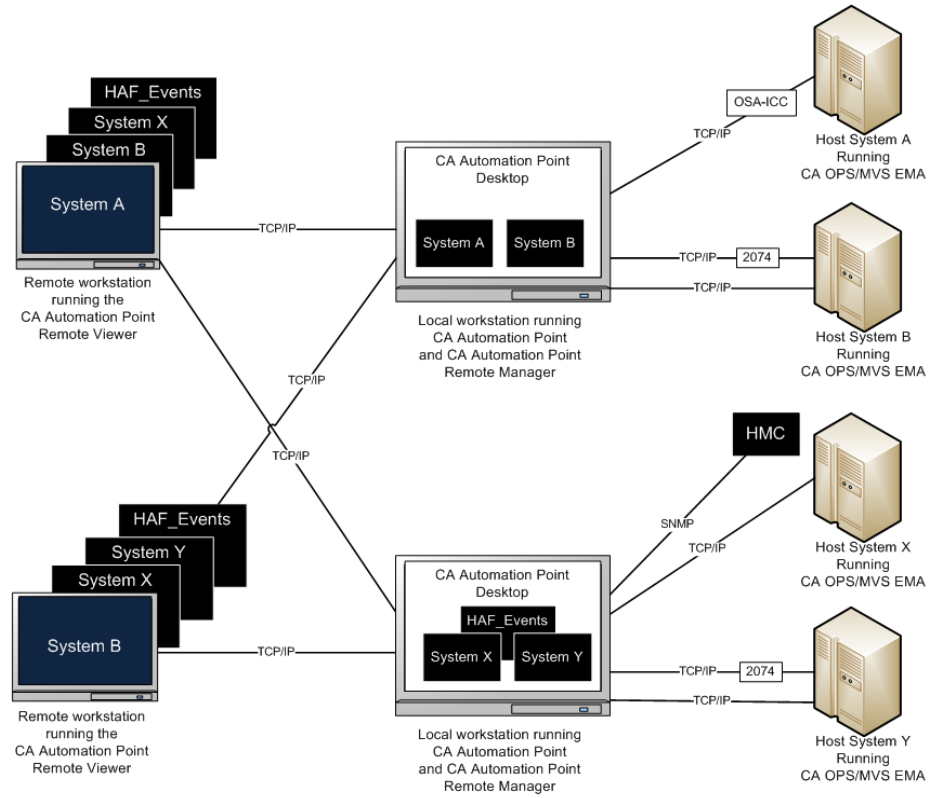 HAF_Events
System X
System B
System A
Remote workstation
running the
CA Automation Point
Remote Viewer
TCP/IP
TCP/IP
TCP/IP
CA Automation Point
Desktop
System A
System B
Local workstation running
CA Automation Point
and CA Automation Point
Remote Manager
OSA-ICC
TCP/IP
Host System A
Running
CA OPS/MVS EMA
TCP/IP
2074
TCP/IP
Host System B
Running
CA OPS/MVS EMA
HAF_Events
System Y
System X
System B
Remote workstation
running the
CA Automation Point
Remote Viewer
TCP/IP
CA Automation Point
Desktop
HAF_Events
System X
System Y
Local workstation running
CA Automation Point
and CA Automation Point
Remote Manager
HMC
SNMP
TCP/IP
Host System X
Running
CA OPS/MVS EMA
TCP/IP
2074
TCP/IP
Host System Y
Running
CA OPS/MVS EMA